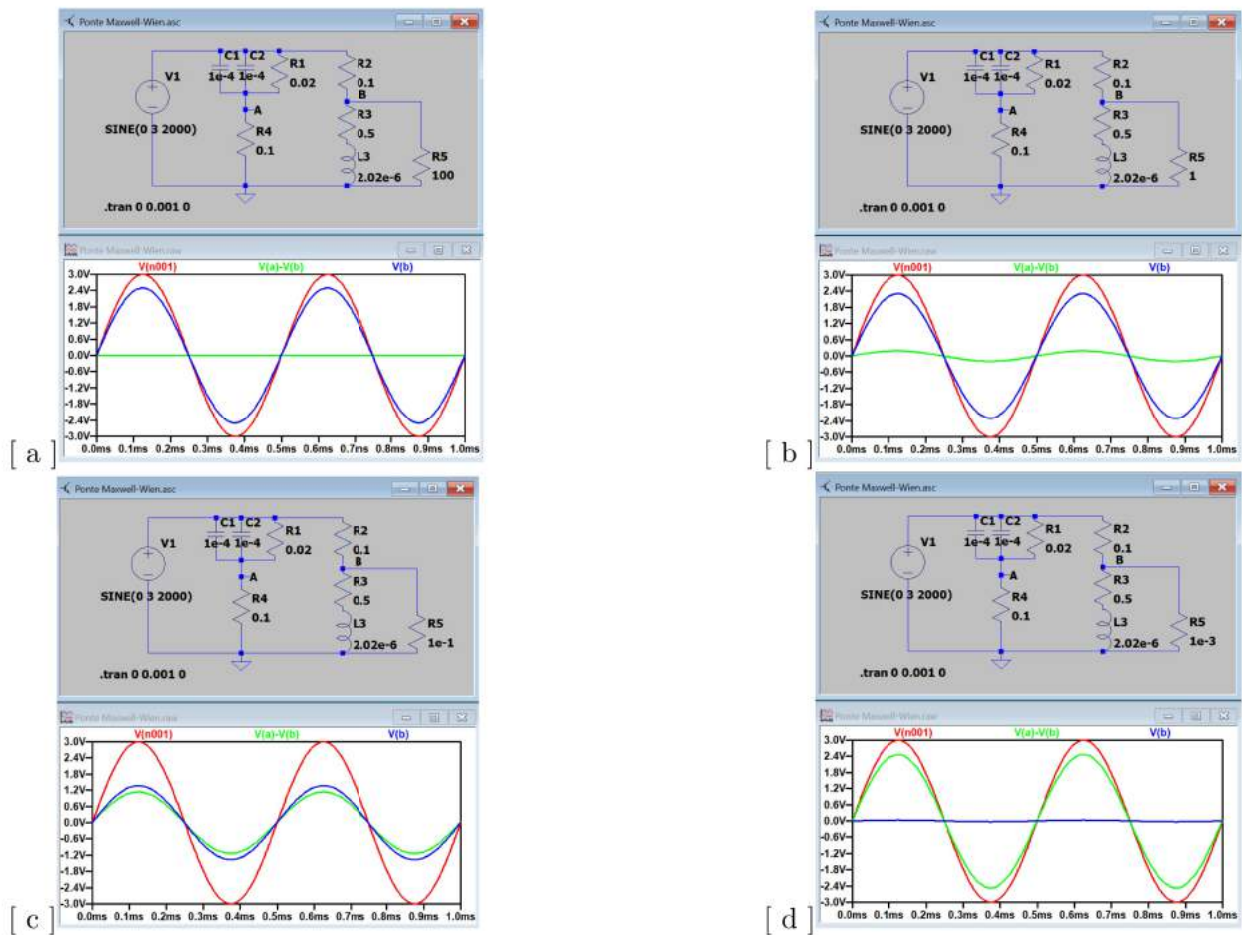 Ponte Maxwell-Wien.asc
C1 C2
1e-4 1e-4
R1
0.02
R2
0.1
V1
B
A
R3
0.5
SINE(0 3 2000)
R4
0.1
L3
2.02e-6
R5
100
.tran 0 0.001 0
Ponte Maxwell-Wien.raw
V(n001) V(a)-V(b) V(b)
3.0V
2.4V
1.8V
1.2V
0.6V
0.0V
-0.6V
-1.2V
-1.8V
-2.4V
-3.0V
0.0ms 0.1ms 0.2ms 0.3ms 0.4ms 0.5ms 0.6ms 0.7ms 0.8ms 0.9ms 1.0ms
[ a ]
Ponte Maxwell-Wien.asc
C1 C2
1e-4 1e-4
R1
0.02
R2
0.1
V1
B
A
R3
0.5
SINE(0 3 2000)
R4
0.1
L3
2.02e-6
R5
1
.tran 0 0.001 0
Ponte Maxwell-Wien.raw
V(n001) V(a)-V(b) V(b)
3.0V
2.4V
1.8V
1.2V
0.6V
0.0V
-0.6V
-1.2V
-1.8V
-2.4V
-3.0V
0.0ms 0.1ms 0.2ms 0.3ms 0.4ms 0.5ms 0.6ms 0.7ms 0.8ms 0.9ms 1.0ms
[ b ]
Ponte Maxwell-Wien.asc
C1 C2
1e-4 1e-4
R1
0.02
R2
0.1
V1
B
A
R3
0.5
SINE(0 3 2000)
R4
0.1
L3
2.02e-6
R5
1e-1
.tran 0 0.001 0
Ponte Maxwell-Wien.raw
V(n001) V(a)-V(b) V(b)
3.0V
2.4V
1.8V
1.2V
0.6V
0.0V
-0.6V
-1.2V
-1.8V
-2.4V
-3.0V
0.0ms 0.1ms 0.2ms 0.3ms 0.4ms 0.5ms 0.6ms 0.7ms 0.8ms 0.9ms 1.0ms
[ c ]
Ponte Maxwell-Wien.asc
C1 C2
1e-4 1e-4
R1
0.02
R2
0.1
V1
B
A
R3
0.5
SINE(0 3 2000)
R4
0.1
L3
2.02e-6
R5
1e-3
.tran 0 0.001 0
Ponte Maxwell-Wien.raw
V(n001) V(a)-V(b) V(b)
3.0V
2.4V
1.8V
1.2V
0.6V
0.0V
-0.6V
-1.2V
-1.8V
-2.4V
-3.0V
0.0ms 0.1ms 0.2ms 0.3ms 0.4ms 0.5ms 0.6ms 0.7ms 0.8ms 0.9ms 1.0ms
[ d ]